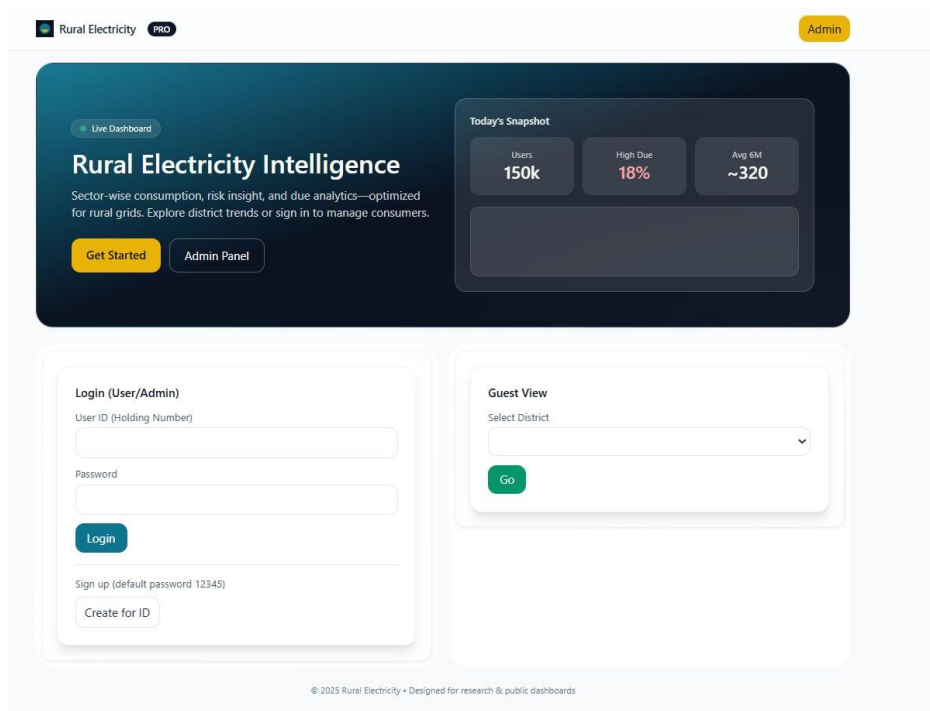 Rural Electricity PRO
Admin
Live Dashboard
Rural Electricity Intelligence
Sector-wise consumption, risk insight, and due analytics—optimized
for rural grids. Explore district trends or sign in to manage consumers.
Get Started
Admin Panel
Today's Snapshot
Users
150k
High Due
18%
Avg 6M
~320
Login (User/Admin)
User ID (Holding Number)
Password
Login
Sign up (default password 12345)
Create for ID
Guest View
Select District
Go
© 2025 Rural Electricity • Designed for research & public dashboards